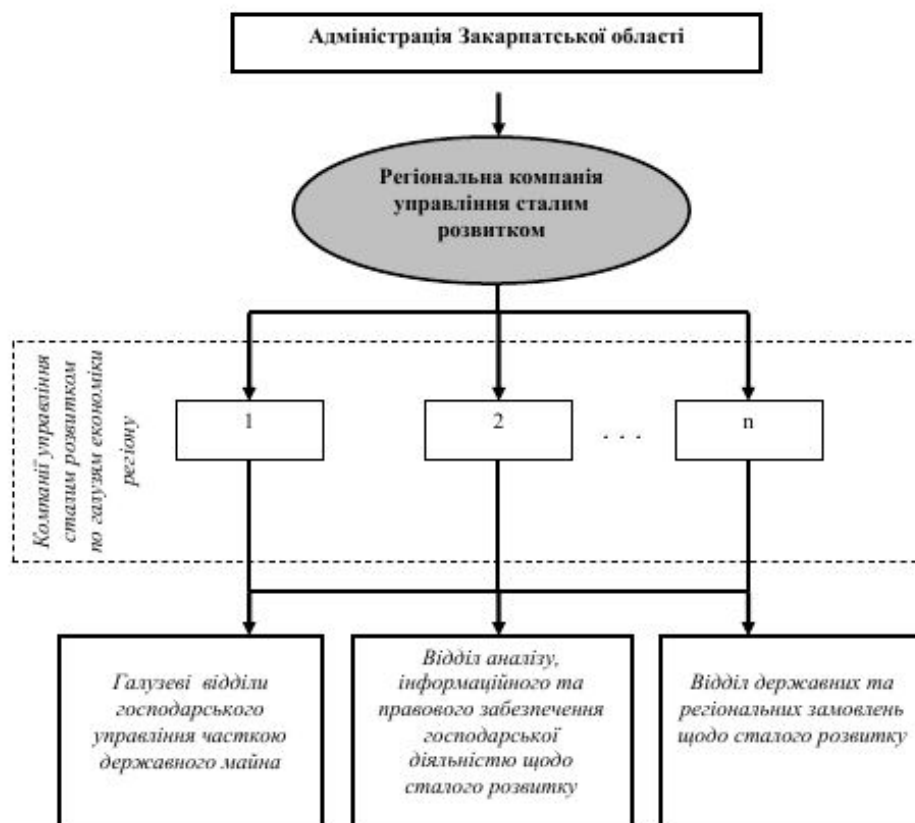 Адміністрація Закарпатської області
Регіональна компанія
управління сталим
розвитком
Компанії управління
сталим розвитком
по галузям економіки
регіону
1
2
. . .
n
Галузеві відділи
господарського
управління часткою
державного майна
Відділ аналізу,
інформаційного та
правового забезпечення
господарської
діяльністю щодо
сталого розвитку
Відділ державних та
регіональних замовлень
щодо сталого розвитку